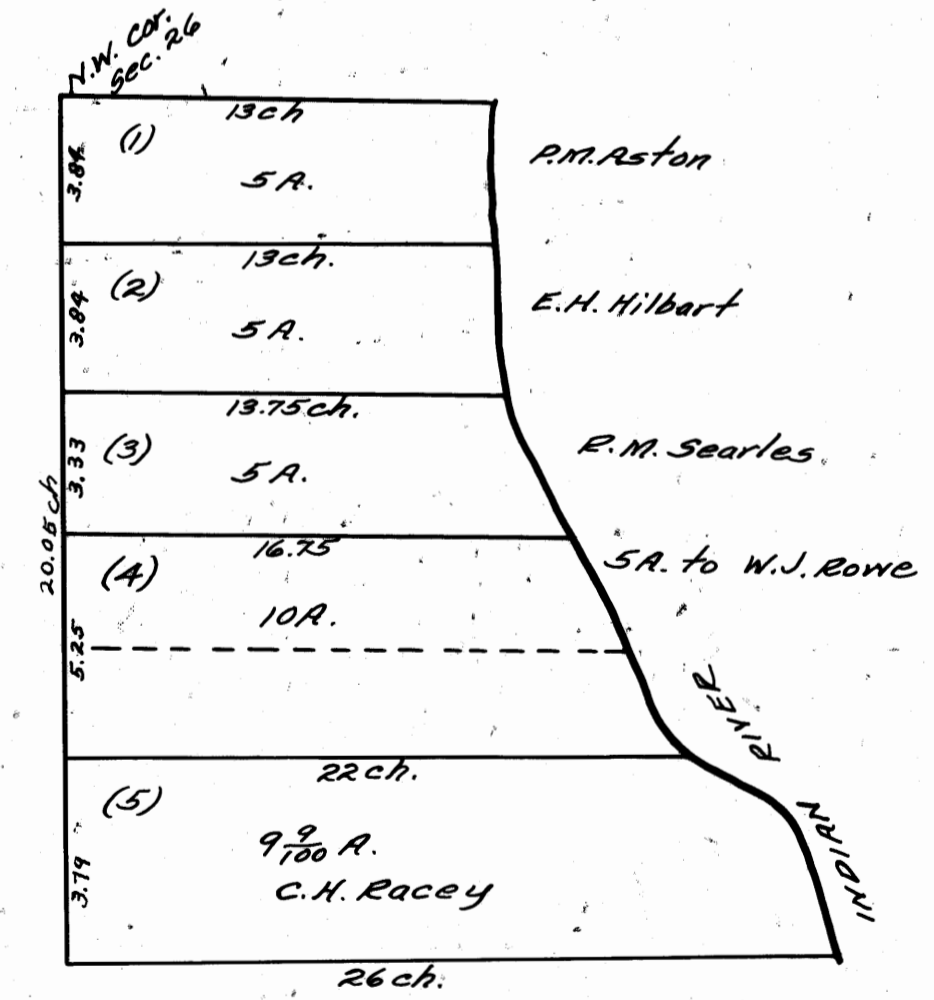 N.W. cor.
sec. 26
13ch
(1)
3.84
5A.
P.M. Aston
13ch.
(2)
3.84
5A.
E.H. Hilbart
13.75ch.
(3)
3.33
5A.
R.M. Searles
20.05ch
16.75
(4)
5A. to W.J. Rowe
10A.
5.25
22ch.
(5)
9 9/100 A.
C.H. Racey
3.79
INDIAN RIVER
26ch.